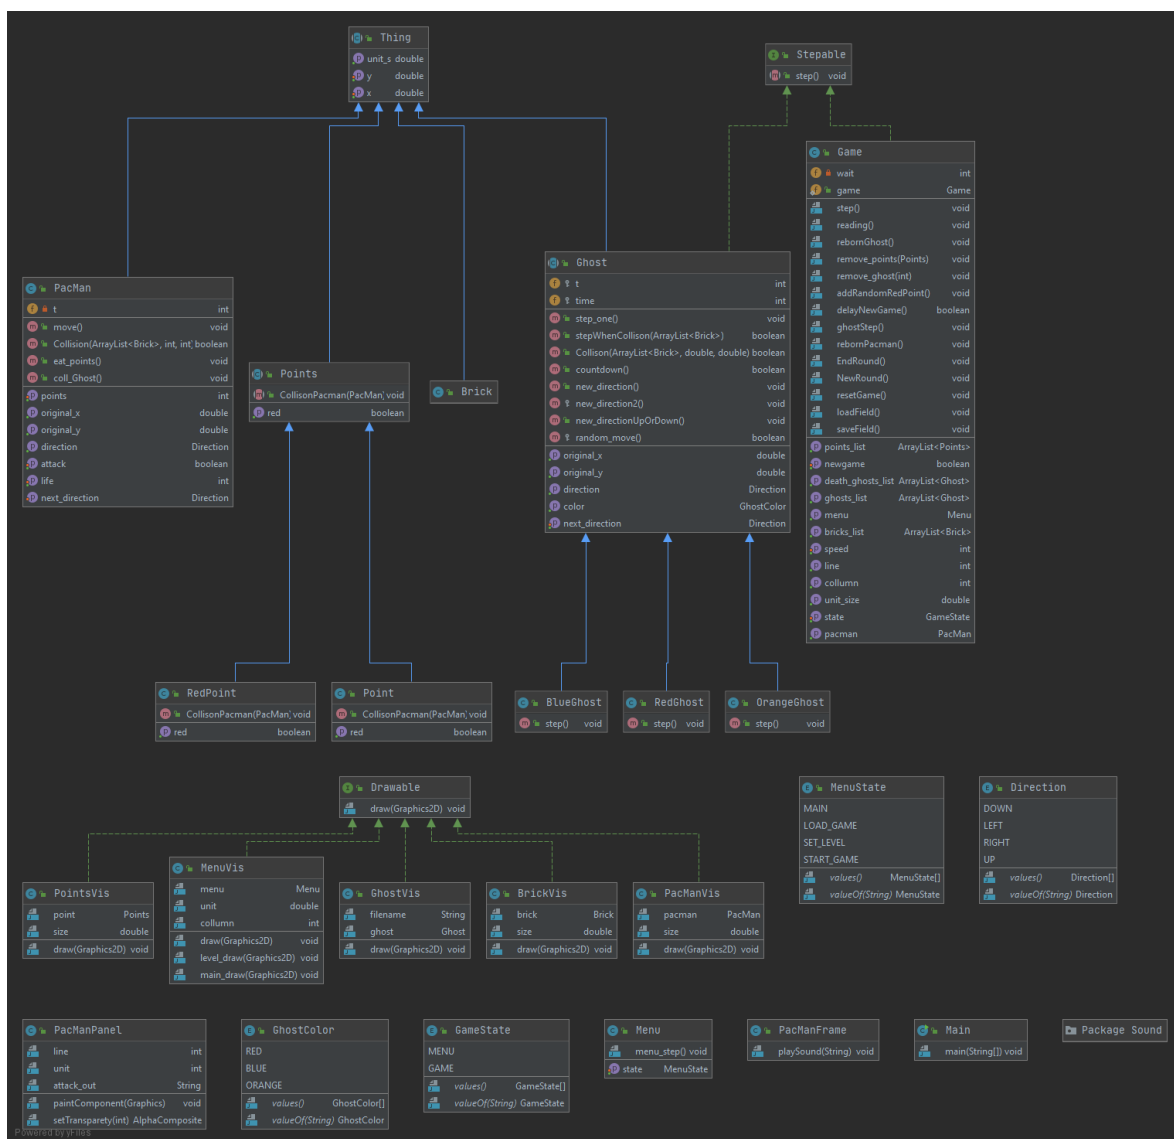 Thing
unit_s double
y double
x double
Stepable
step() void
Game
wait int
game Game
step() void
reading() void
rebornGhost() void
remove_points(Points) void
remove_ghost(int) void
addRandomRedPoint() void
delayNewGame() boolean
ghostStep() void
rebornPacman() void
EndRound() void
NewRound() void
resetGame() void
loadField() void
saveField() void
points_list ArrayList<Points>
newgame boolean
death_ghosts_list ArrayList<Ghost>
ghosts_list ArrayList<Ghost>
menu Menu
bricks_list ArrayList<Brick>
speed int
line int
collumn int
unit_size double
state GameState
pacman PacMan
Ghost
t int
time int
step_one() void
stepWhenCollison(ArrayList<Brick>) boolean
Collison(ArrayList<Brick>, double, double) boolean
countdown() boolean
new_direction() void
new_direction2() void
new_directionUpOrDown() void
random_move() boolean
original_x double
original_y double
direction Direction
color GhostColor
next_direction Direction
PacMan
t int
move() void
Collision(ArrayList<Brick>, int, int) boolean
eat_points() void
coll_Ghost() void
points int
original_x double
original_y double
direction Direction
attack boolean
life int
next_direction Direction
Points
CollisonPacman(PacMan) void
red boolean
Brick
RedPoint
CollisonPacman(PacMan) void
red boolean
Point
CollisonPacman(PacMan) void
red boolean
BlueGhost
step() void
RedGhost
step() void
OrangeGhost
step() void
Drawable
draw(Graphics2D) void
MenuState
MAIN
LOAD_GAME
SET_LEVEL
START_GAME
values() MenuState[]
valueOf(String) MenuState
Direction
DOWN
LEFT
RIGHT
UP
values() Direction[]
valueOf(String) Direction
PointsVis
point Points
size double
draw(Graphics2D) void
MenuVis
menu Menu
unit double
collumn int
draw(Graphics2D) void
level_draw(Graphics2D) void
main_draw(Graphics2D) void
GhostVis
filename String
ghost Ghost
draw(Graphics2D) void
BrickVis
brick Brick
size double
draw(Graphics2D) void
PacManVis
pacman PacMan
size double
draw(Graphics2D) void
PacManPanel
line int
unit int
attack_out String
paintComponent(Graphics) void
setTransparety(int) AlphaComposite
GhostColor
RED
BLUE
ORANGE
values() GhostColor[]
valueOf(String) GhostColor
GameState
MENU
GAME
values() GameState[]
valueOf(String) GameState
Menu
menu_step() void
state MenuState
PacManFrame
playSound(String) void
Main
main(String[]) void
Package Sound
Powered by yFiles